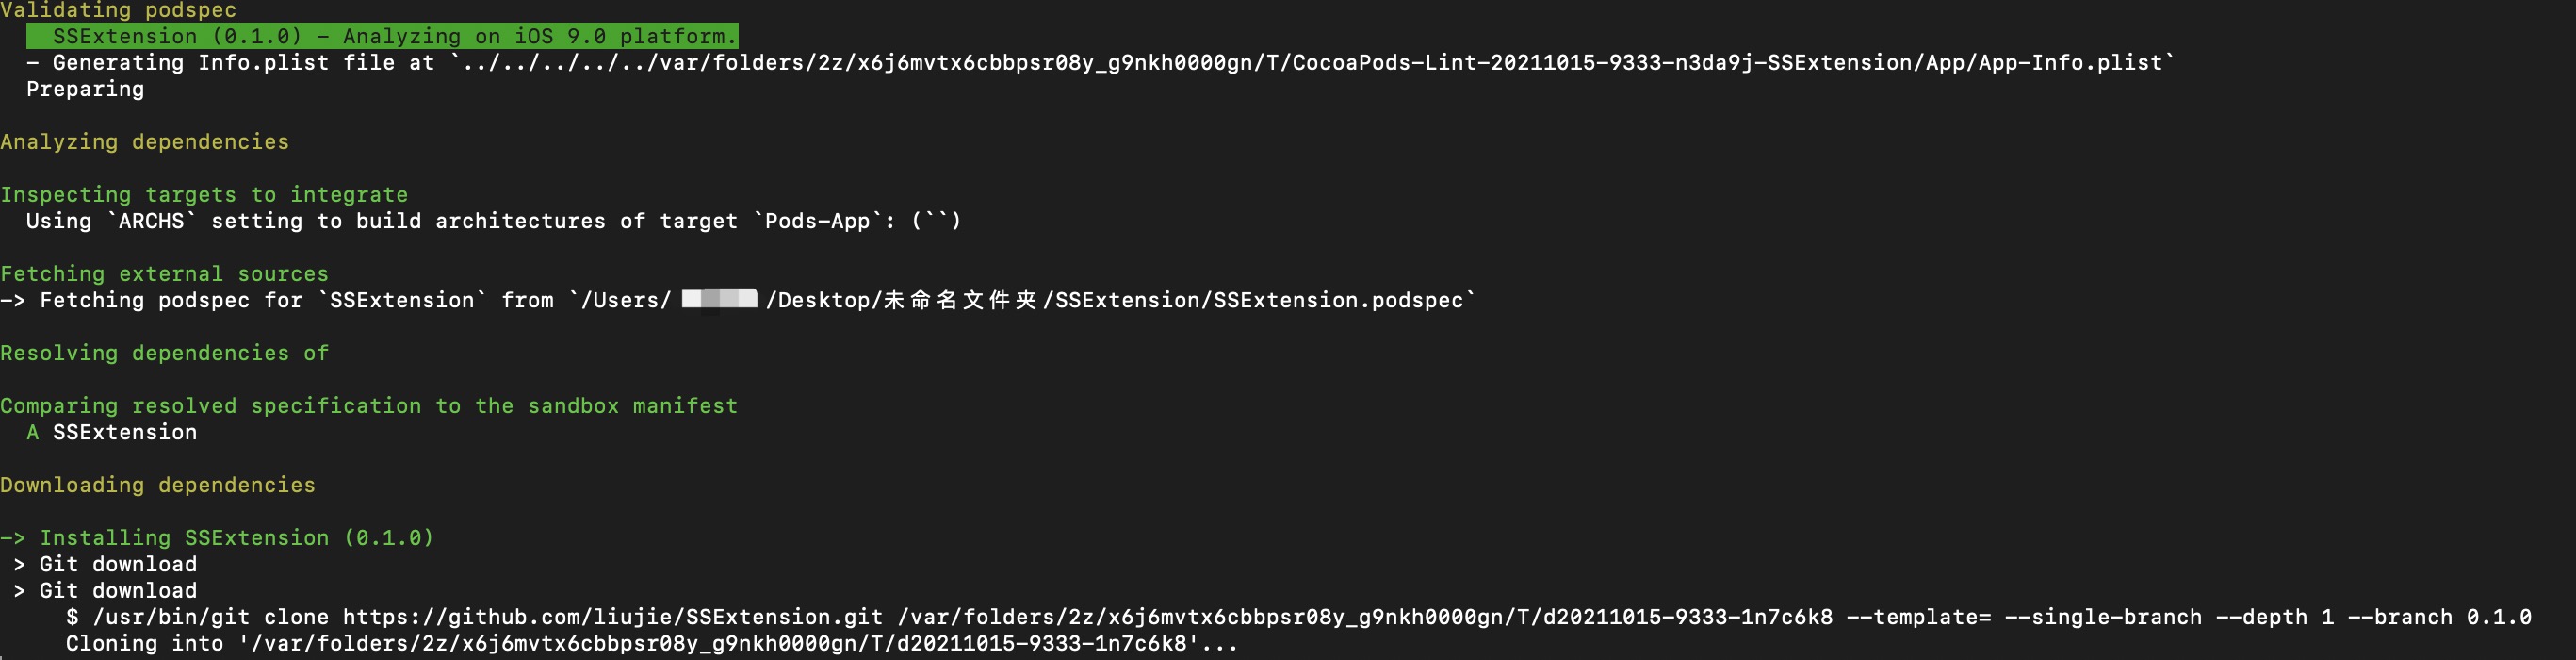 Validating podspec
SSExtension (0.1.0) - Analyzing on iOS 9.0 platform.
- Generating Info.plist file at `../../../../../var/folders/2z/x6j6mvtx6cbbpsr08y_g9nkh0000gn/T/CocoaPods-Lint-20211015-9333-n3da9j-SSExtension/App/App-Info.plist`
Preparing
Analyzing dependencies
Inspecting targets to integrate
Using `ARCHS` setting to build architectures of target `Pods-App`: (``)
Fetching external sources
-> Fetching podspec for `SSExtension` from `/Users/ /Desktop/未命名文件夹/SSExtension/SSExtension.podspec`
Resolving dependencies of
Comparing resolved specification to the sandbox manifest
A SSExtension
Downloading dependencies
-> Installing SSExtension (0.1.0)
> Git download
> Git download
$ /usr/bin/git clone https://github.com/liujie/SSExtension.git /var/folders/2z/x6j6mvtx6cbbpsr08y_g9nkh0000gn/T/d20211015-9333-1n7c6k8 --template= --single-branch --depth 1 --branch 0.1.0
Cloning into '/var/folders/2z/x6j6mvtx6cbbpsr08y_g9nkh0000gn/T/d20211015-9333-1n7c6k8'...